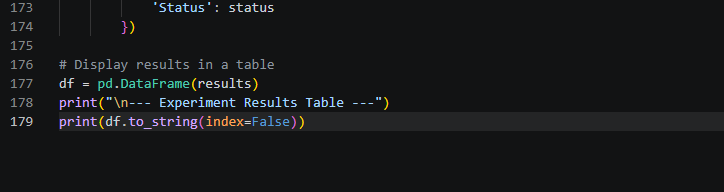 173 'Status': status
174 })
175
176 # Display results in a table
177 df = pd.DataFrame(results)
178 print("\n--- Experiment Results Table ---")
179 print(df.to_string(index=False))